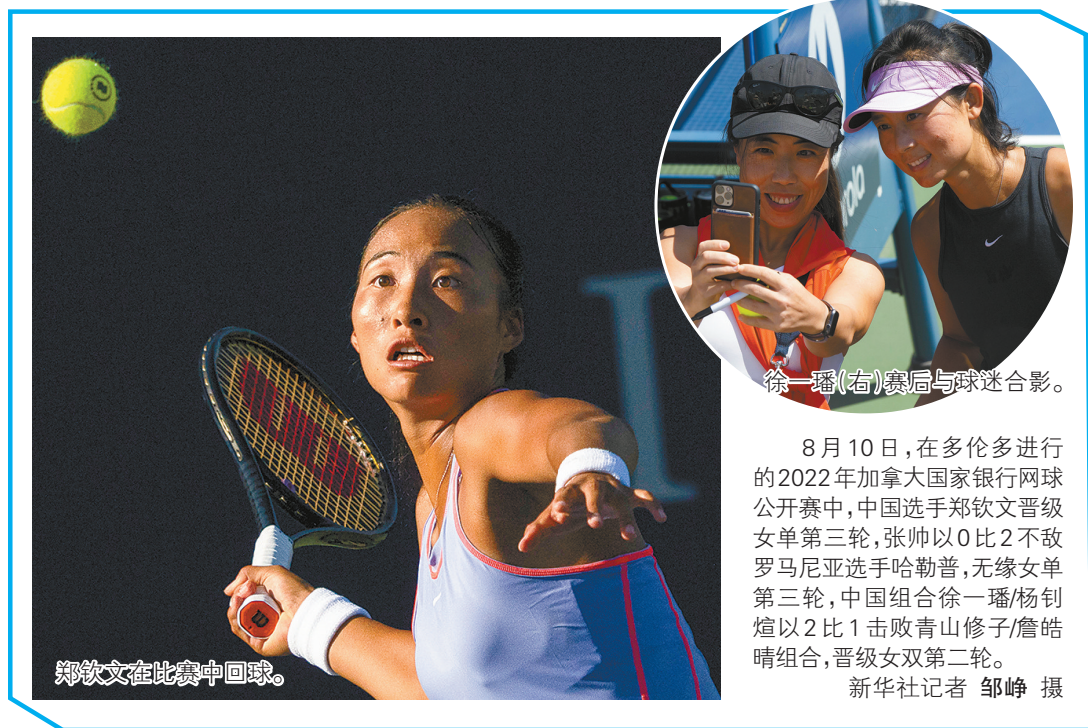 徐一璠(右)赛后与球迷合影。
8月10日,在多伦多进行
的2022年加拿大国家银行网球
公开赛中,中国选手郑钦文晋级
女单第三轮,张帅以0比2不敌
罗马尼亚选手哈勒普,无缘女单
第三轮,中国组合徐一璠/杨钊
煊以2比1击败青山修子/詹皓
晴组合,晋级女双第二轮。
新华社记者 邹峥 摄
郑钦文在比赛中回球。